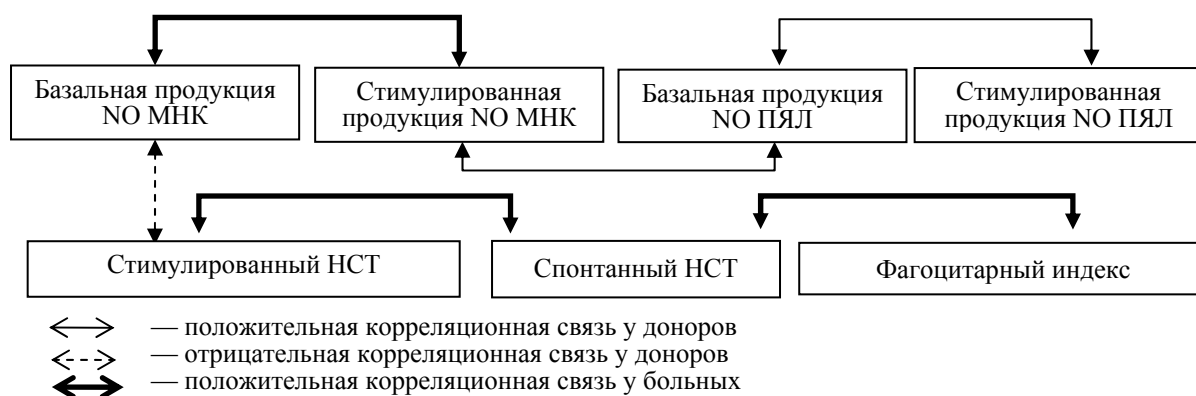 Базальная продукция
NO МНК
Стимулированная
продукция NO МНК
Базальная продукция
NO ПЯЛ
Стимулированная
продукция NO ПЯЛ
Стимулированный НСТ
Спонтанный НСТ
Фагоцитарный индекс
— положительная корреляционная связь у доноров
— отрицательная корреляционная связь у доноров
— положительная корреляционная связь у больных